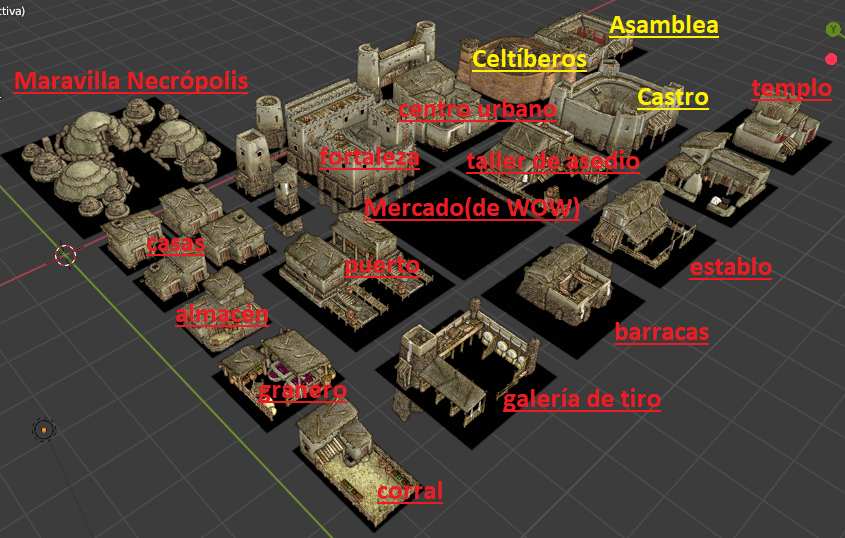 ctiva)
Y
Asamblea
Celtíberos
Maravilla Necrópolis
templo
Castro
centro urbano
fortaleza
taller de asedio
Mercado(de WOW)
casas
puerto
establo
almacén
barracas
granero
galería de tiro
corral